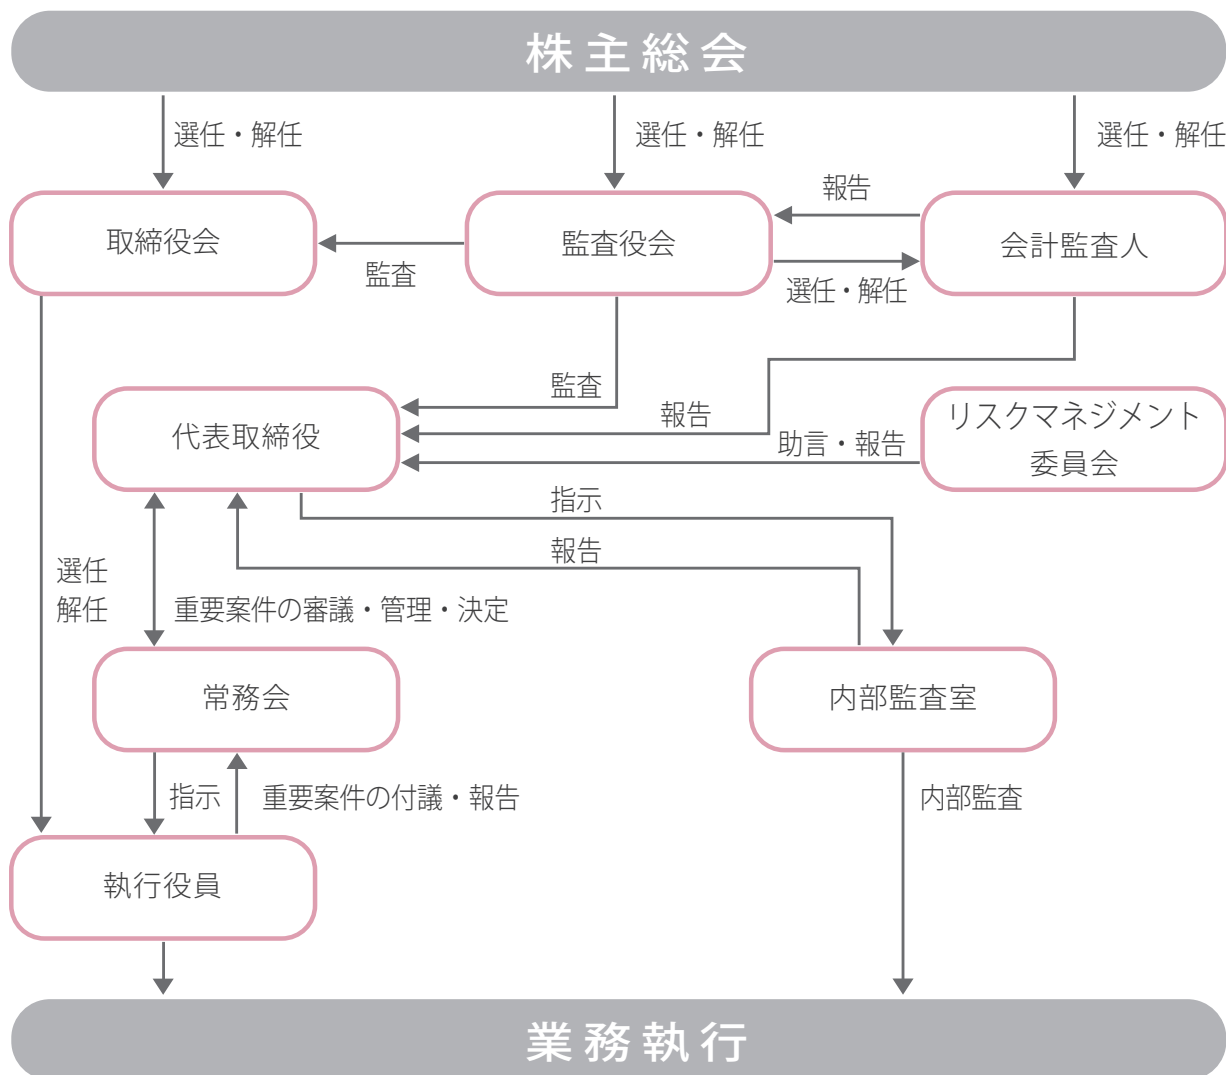 株主総会
選任・解任
選任・解任
選任・解任
報告
取締役会
監査役会
会計監査人
監査
選任・解任
監査
報告
リスクマネジメント
委員会
代表取締役
助言・報告
指示
報告
選任
解任
重要案件の審議・管理・決定
常務会
内部監査室
指示
重要案件の付議・報告
内部監査
執行役員
業務執行